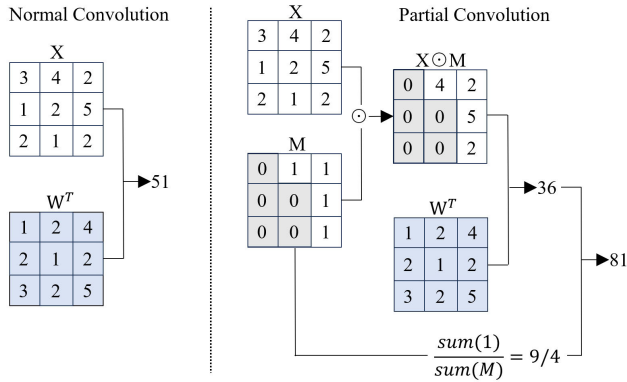 Normal Convolution
X
3 4 2
1 2 5
2 1 2
51
Wᵀ
1 2 4
2 1 2
3 2 5
Partial Convolution
X
3 4 2
1 2 5
2 1 2
⊙
M
0 1 1
0 0 1
0 0 1
X⊙M
0 4 2
0 0 5
0 0 2
36
Wᵀ
1 2 4
2 1 2
3 2 5
81
sum(1)
sum(M)
= 9/4